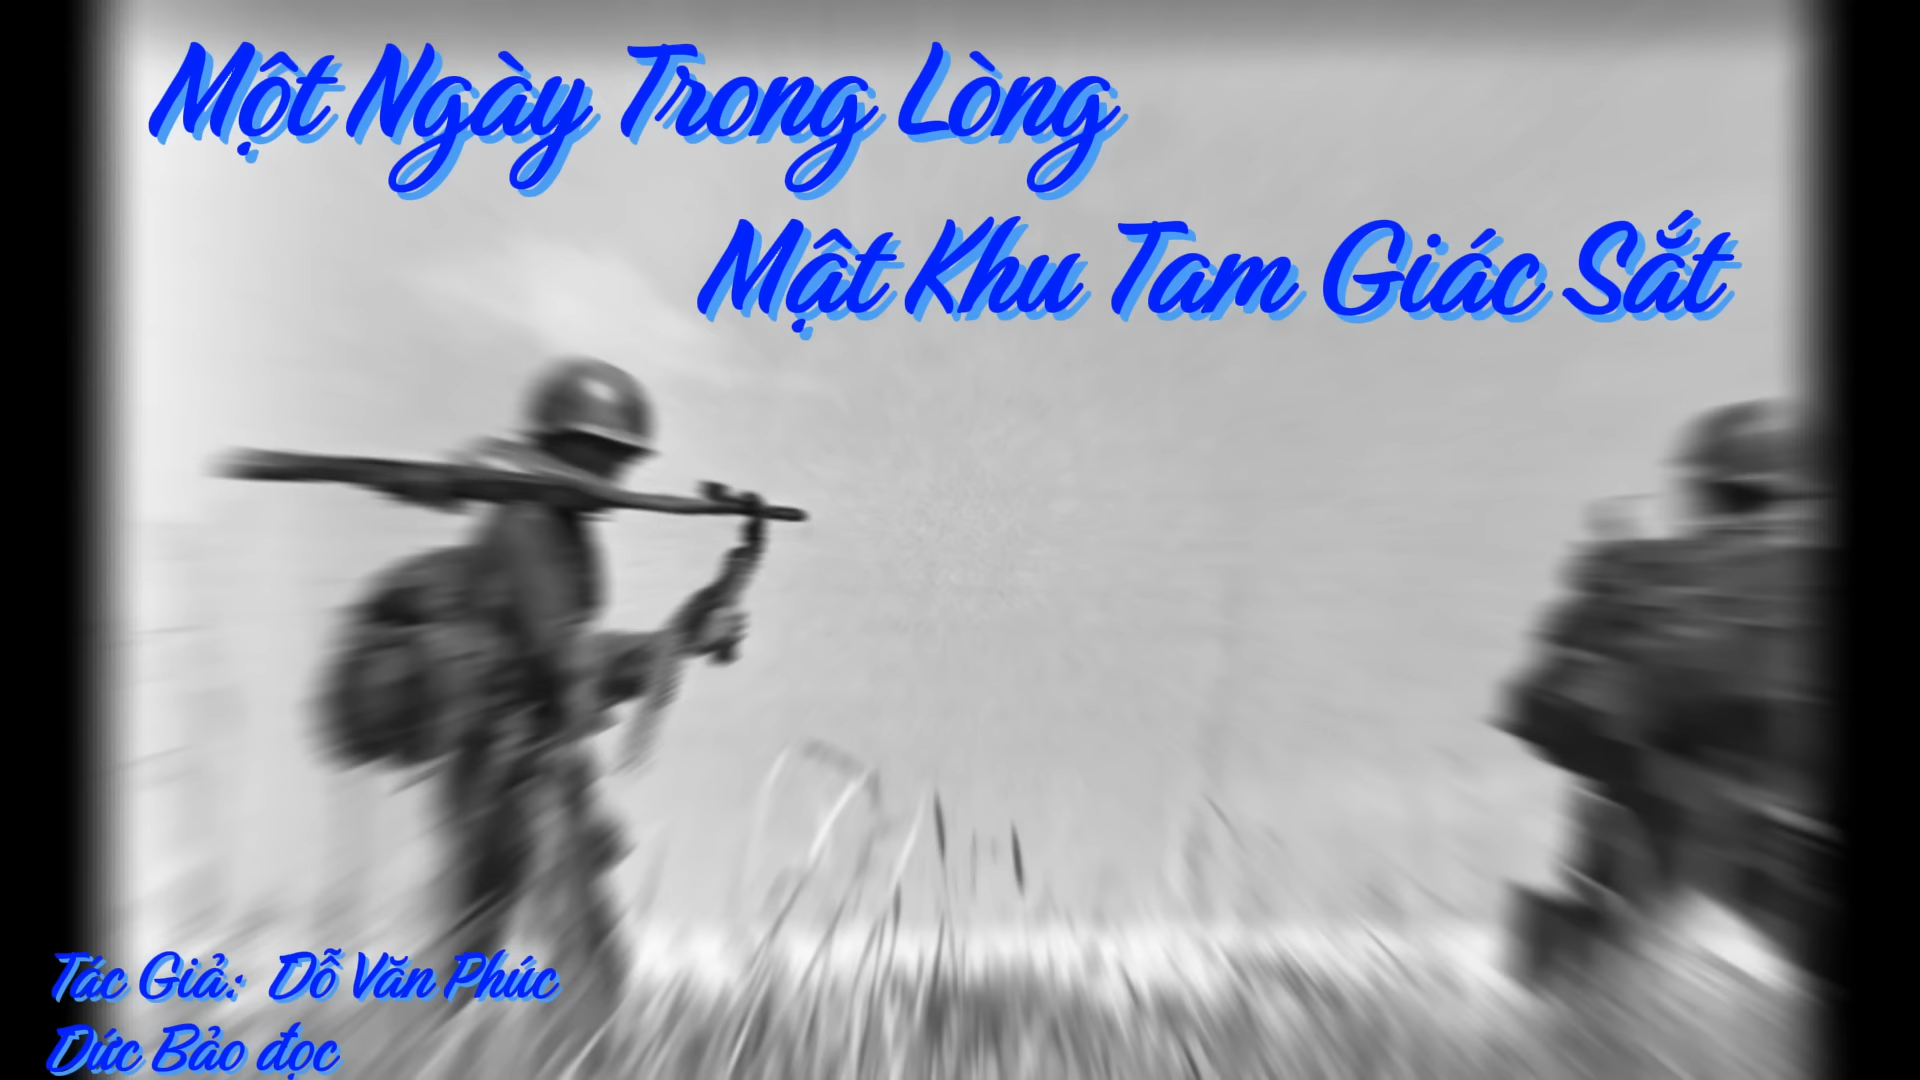 Một Ngày Trong Lòng
Mật Khu Tam Giác Sắt
Tác Giả: Dỗ Văn Phúc
Dức Bảo đọc